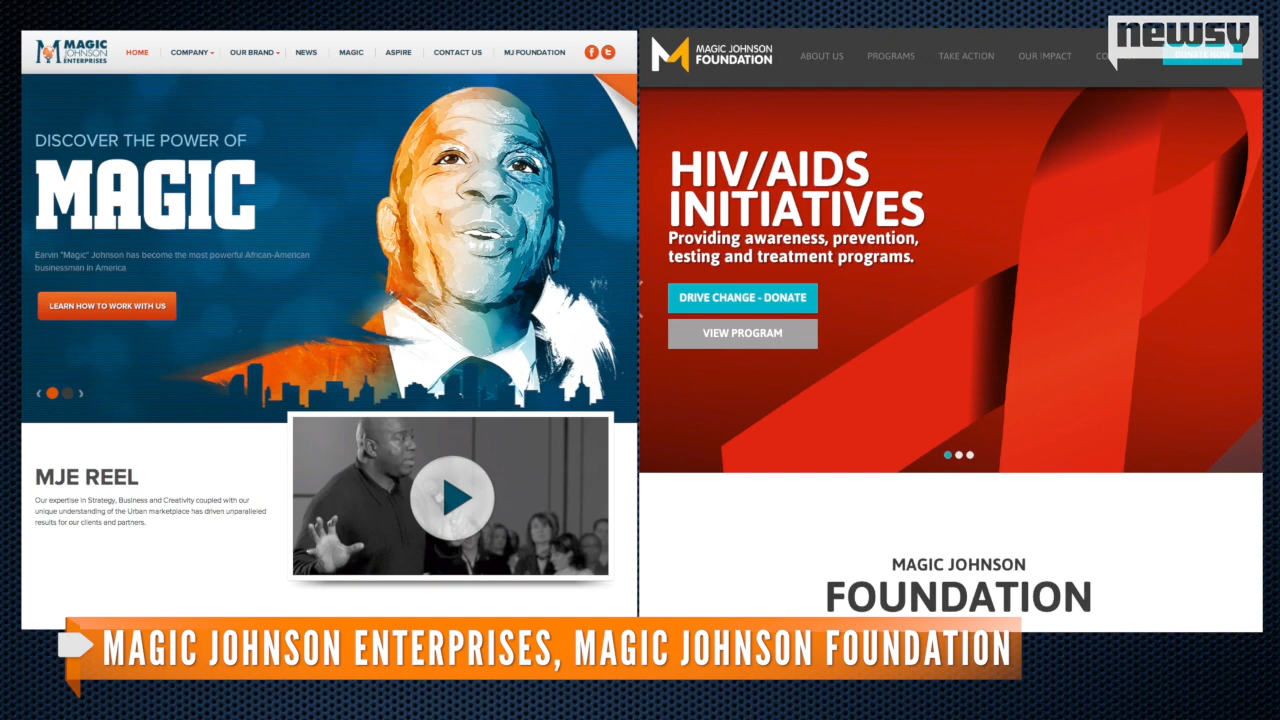 newsy
MAGIC
JOHNSON
ENTERPRISES
HOME
COMPANY
OUR BRAND
NEWS
MAGIC
ASPIRE
CONTACT US
MJ FOUNDATION
DISCOVER THE POWER OF
MAGIC
Earvin "Magic" Johnson has become the most powerful African-American
businessman in America
LEARN HOW TO WORK WITH US
MJE REEL
Our expertise in Strategy, Business and Creativity coupled with our
unique understanding of the Urban marketplace has driven unparalleled
results for our clients and partners.
MAGIC JOHNSON
FOUNDATION
ABOUT US
PROGRAMS
TAKE ACTION
OUR IMPACT
HIV/AIDS
INITIATIVES
Providing awareness, prevention,
testing and treatment programs.
DRIVE CHANGE - DONATE
VIEW PROGRAM
MAGIC JOHNSON
FOUNDATION
MAGIC JOHNSON ENTERPRISES, MAGIC JOHNSON FOUNDATION